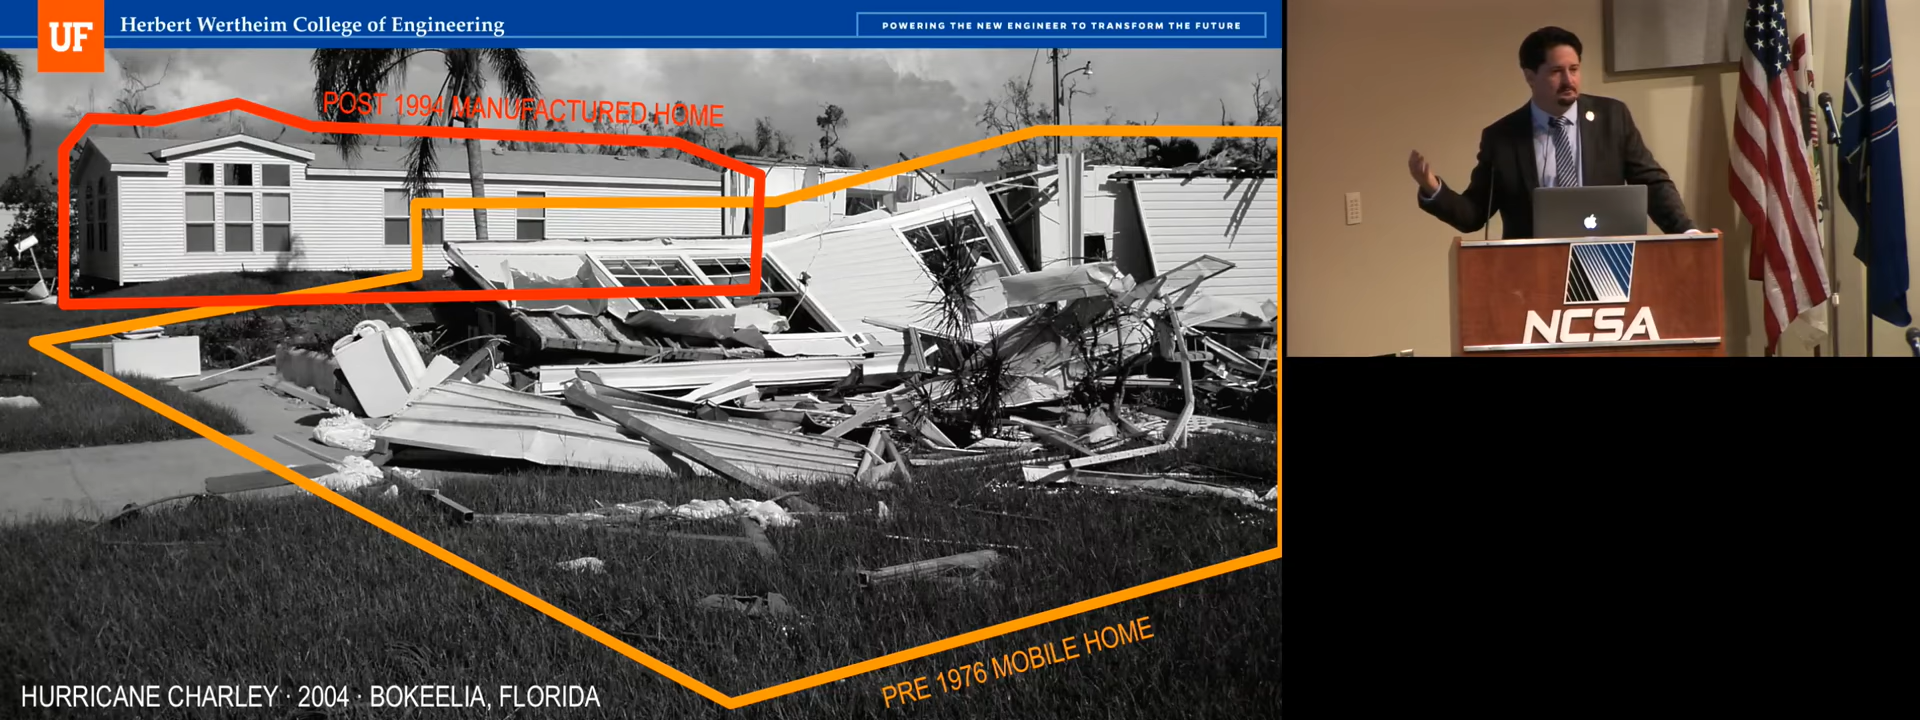 UF
Herbert Wertheim College of Engineering
POWERING THE NEW ENGINEER TO TRANSFORM THE FUTURE
POST 1994 MANUFACTURED HOME
PRE 1976 MOBILE HOME
HURRICANE CHARLEY · 2004 · BOKEELIA, FLORIDA
NCSA